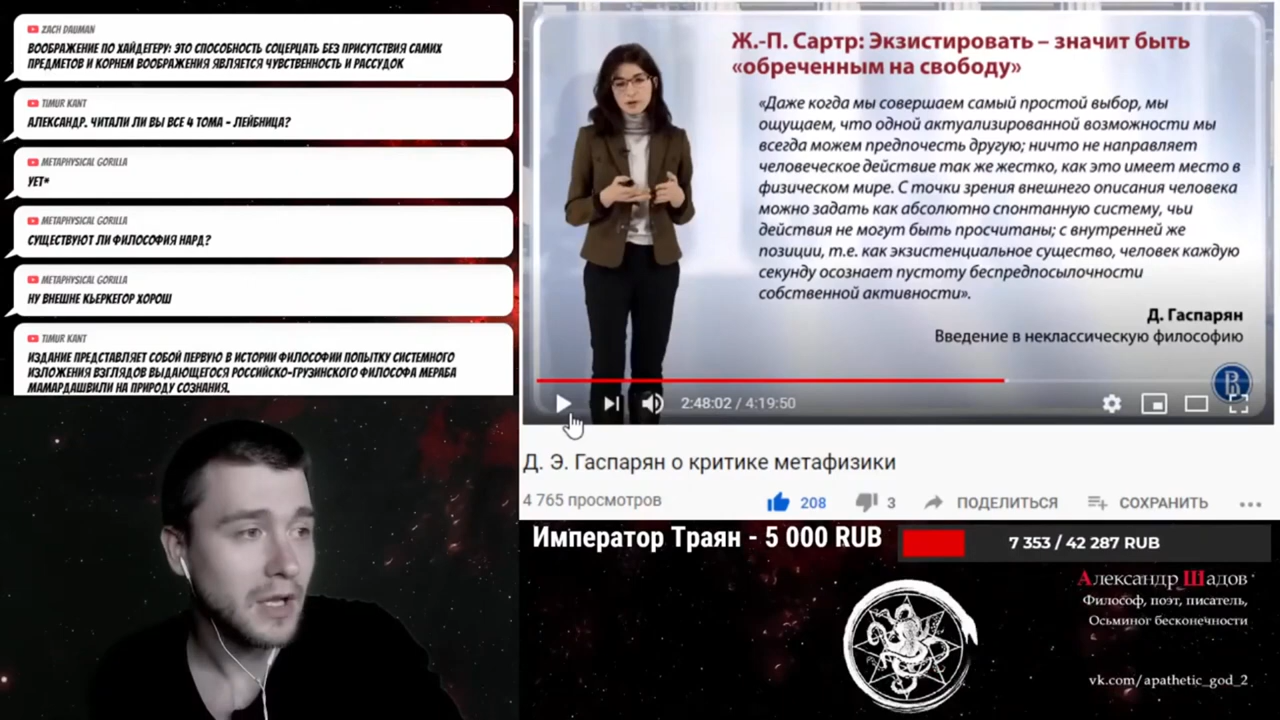 ZACH DAUMAN
ВООБРАЖЕНИЕ ПО ХАЙДЕГЕРУ: ЭТО СПОСОБНОСТЬ СОЦЕРЦАТЬ БЕЗ ПРИСУТСТВИЯ САМИХ
ПРЕДМЕТОВ И КОРНЕМ ВООБРАЖЕНИЯ ЯВЛЯЕТСЯ ЧУВСТВЕННОСТЬ И РАССУДОК
TIMUR KANT
АЛЕКСАНДР. ЧИТАЛИ ЛИ ВЫ ВСЕ 4 ТОМА - ЛЕЙБНИЦА?
METAPHYSICAL GORILLA
УЕТ*
METAPHYSICAL GORILLA
СУЩЕСТВУЮТ ЛИ ФИЛОСОФИЯ НАРД?
METAPHYSICAL GORILLA
НУ ВНЕШНЕ КЬЕРКЕГОР ХОРОШ
TIMUR KANT
ИЗДАНИЕ ПРЕДСТАВЛЯЕТ СОБОЙ ПЕРВУЮ В ИСТОРИИ ФИЛОСОФИИ ПОПЫТКУ СИСТЕМНОГО
ИЗЛОЖЕНИЯ ВЗГЛЯДОВ ВЫДАЮЩЕГОСЯ РОССИЙСКО-ГРУЗИНСКОГО ФИЛОСОФА МЕРАБА
МАМАРДАШВИЛИ НА ПРИРОДУ СОЗНАНИЯ.
Ж.-П. Сартр: Экзистировать – значит быть
«обреченным на свободу»
«Даже когда мы совершаем самый простой выбор, мы
ощущаем, что одной актуализированной возможности мы
всегда можем предпочесть другую; ничто не направляет
человеческое действие так же жестко, как это имеет место в
физическом мире. С точки зрения внешнего описания человека
можно задать как абсолютно спонтанную систему, чьи
действия не могут быть просчитаны; с внутренней же
позиции, т.е. как экзистенциальное существо, человек каждую
секунду осознает пустоту беспредпосылочности
собственной активности».
Д. Гаспарян
Введение в неклассическую философию
2:48:02 / 4:19:50
Д. Э. Гаспарян о критике метафизики
4 765 просмотров
208
3
ПОДЕЛИТЬСЯ
СОХРАНИТЬ
Император Траян - 5 000 RUB
7 353 / 42 287 RUB
Александр Шадов
Философ, поэт, писатель,
Осьминог бесконечности
vk.com/apathetic_god_2